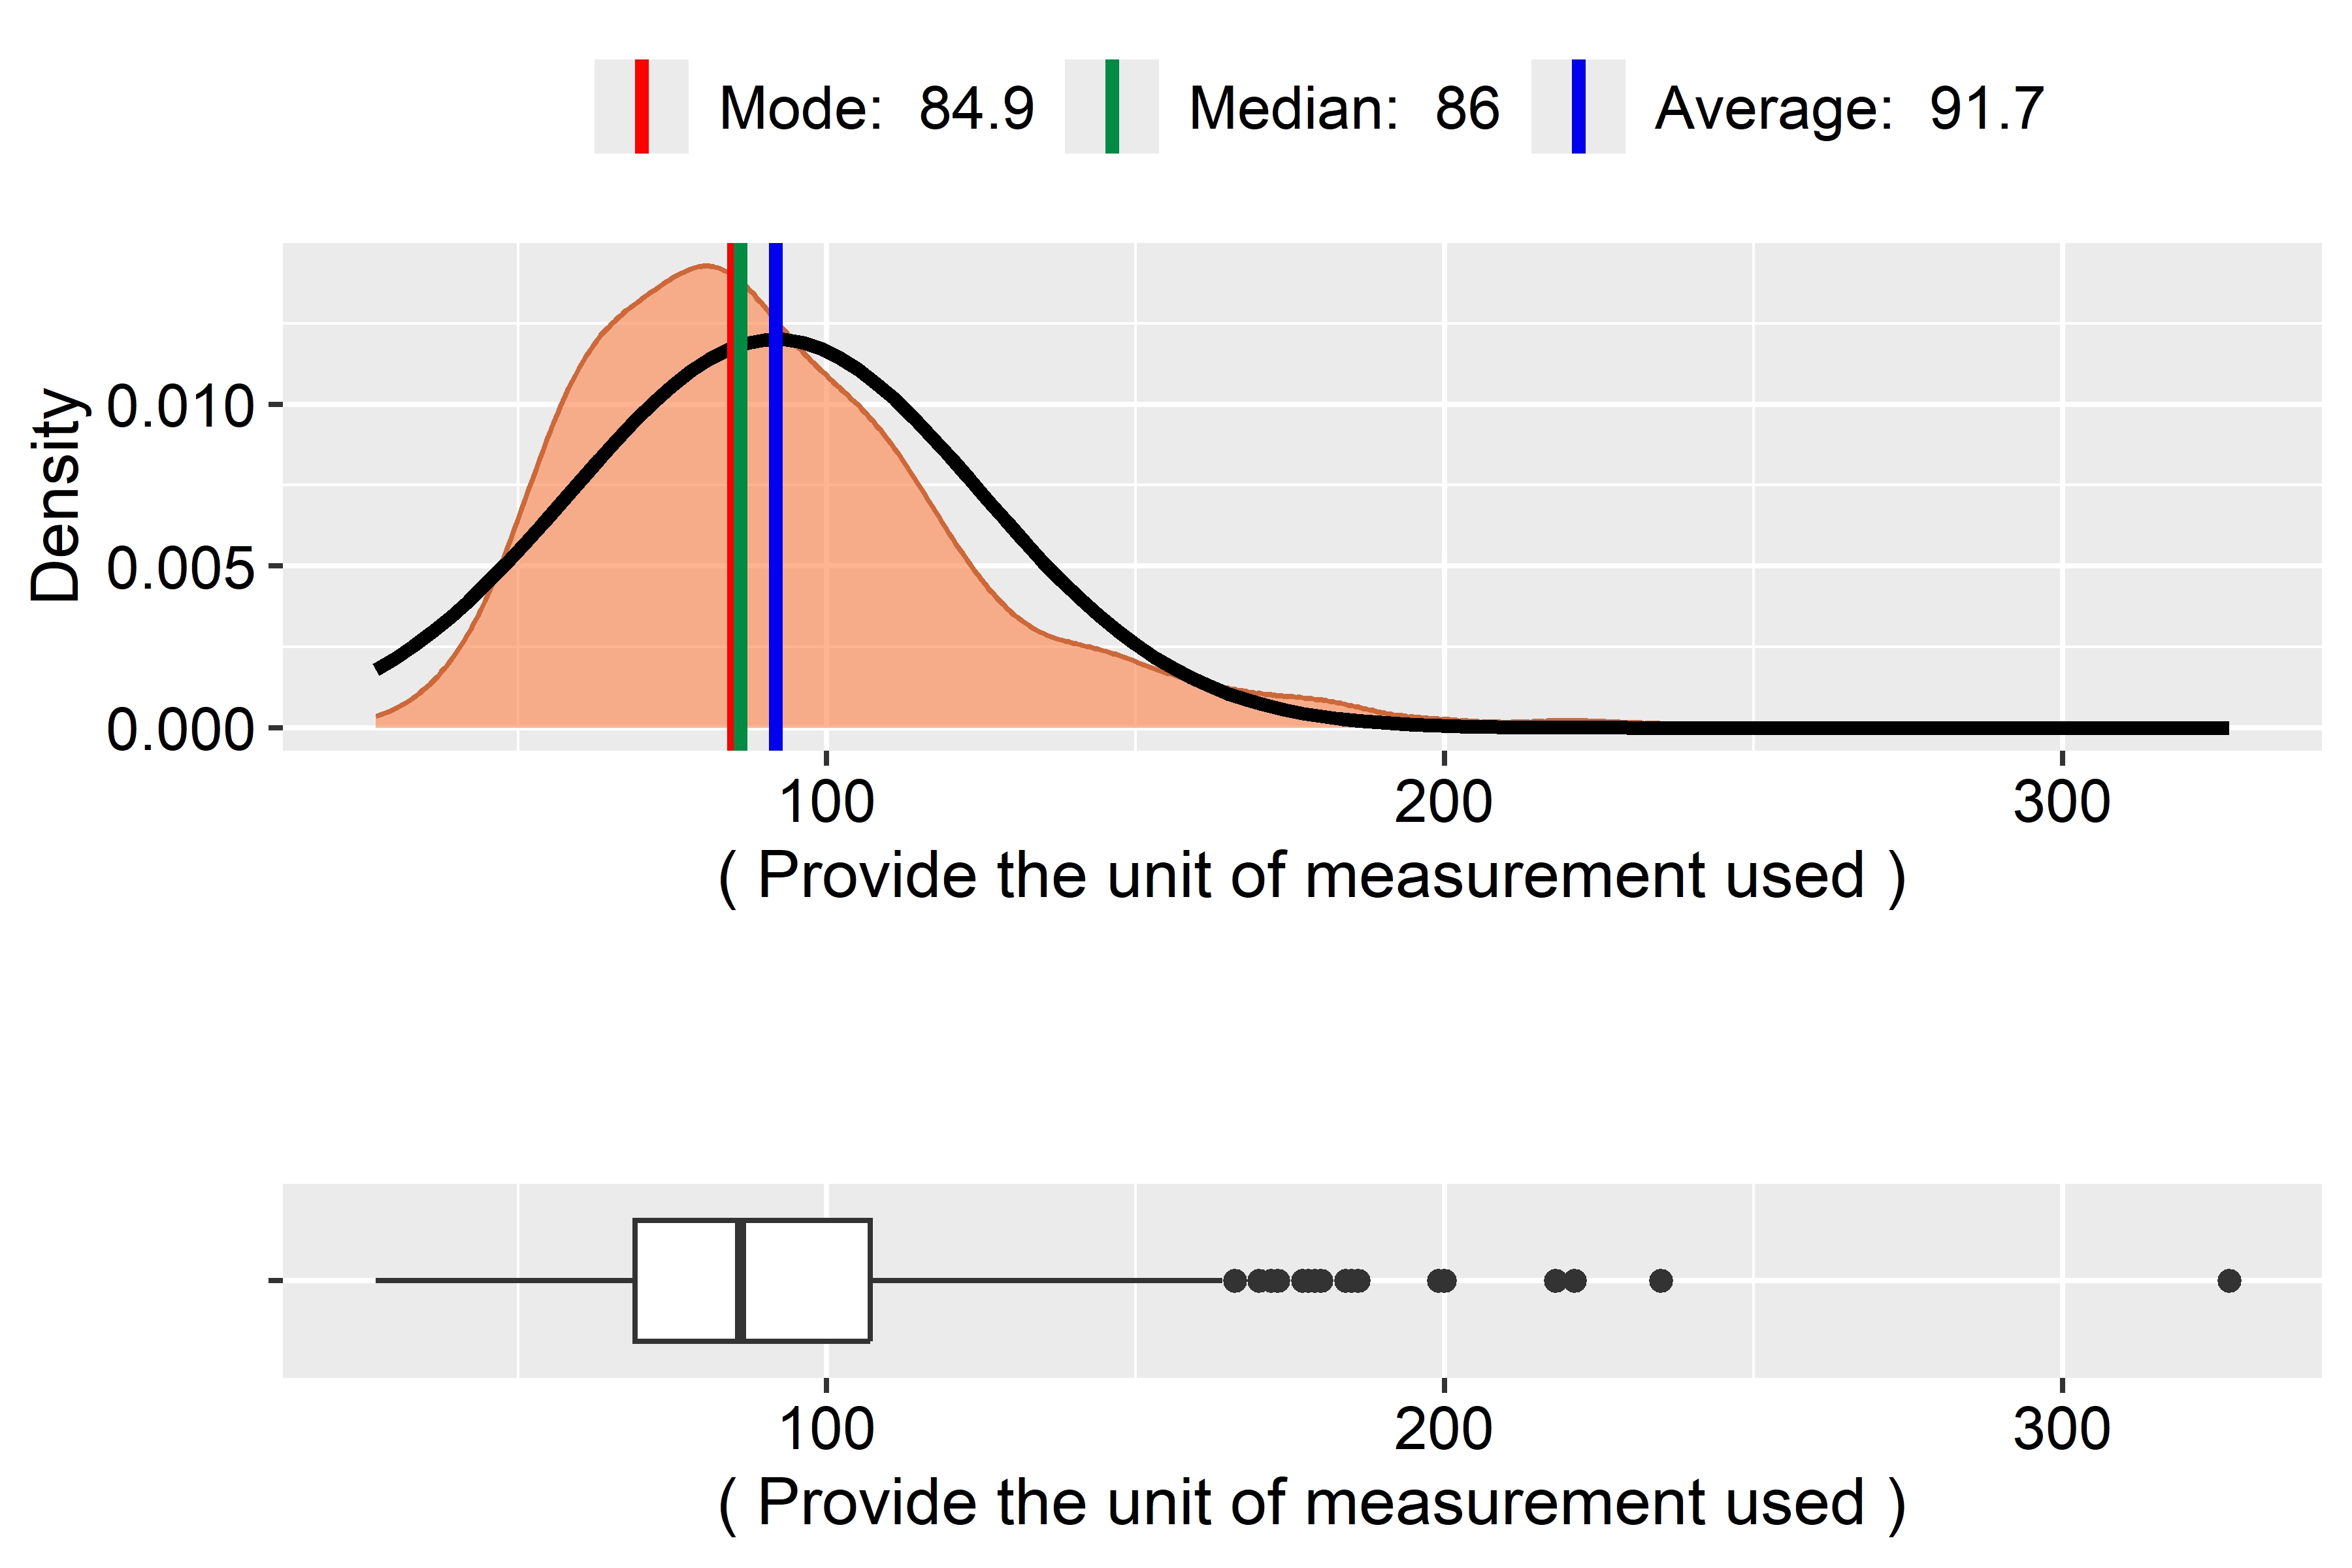 Mode:  84.9 Median:  86 Average:  91.7
Density
0.010
0.005
0.000
100 200 300
( Provide the unit of measurement used )
100 200 300
( Provide the unit of measurement used )